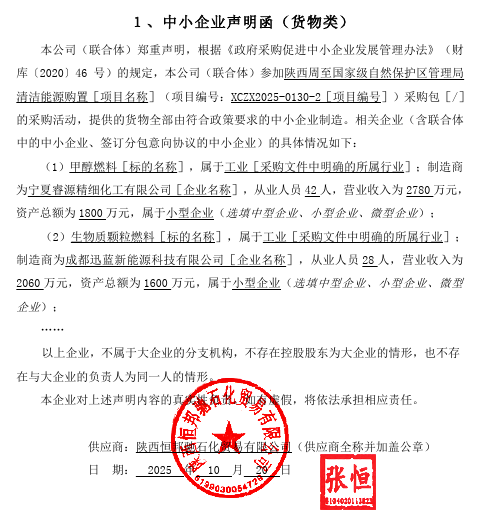 1、中小企业声明函（货物类）
本公司（联合体）郑重声明，根据《政府采购促进中小企业发展管理办法》（财
库〔2020〕46 号）的规定，本公司（联合体）参加陕西周至国家级自然保护区管理局
清洁能源购置［项目名称］（项目编号：XCZX2025-0130-2［项目编号］）采购包［/］
的采购活动，提供的货物全部由符合政策要求的中小企业制造。相关企业（含联合体
中的中小企业、签订分包意向协议的中小企业）的具体情况如下：
（1）甲醇燃料［标的名称］，属于工业［采购文件中明确的所属行业］；制造商
为宁夏睿源精细化工有限公司［企业名称］，从业人员 42 人，营业收入为 2780 万元，
资产总额为 1800 万元，属于小型企业（选填中型企业、小型企业、微型企业）；
（2）生物质颗粒燃料［标的名称］，属于工业［采购文件中明确的所属行业］；
制造商为成都迅蓝新能源科技有限公司［企业名称］，从业人员 28 人，营业收入为
2060 万元，资产总额为 1600 万元，属于小型企业（选填中型企业、小型企业、微型
企业）；
……
以上企业，不属于大企业的分支机构，不存在控股股东为大企业的情形，也不存
在与大企业的负责人为同一人的情形。
本企业对上述声明内容的真实性负责。如有虚假，将依法承担相应责任。
供应商：陕西恒邦驰石化贸易有限公司（供应商全称并加盖公章）
日 期： 2025 年 10 月 29 日
陕西恒邦驰石化贸易有限公司
张恒